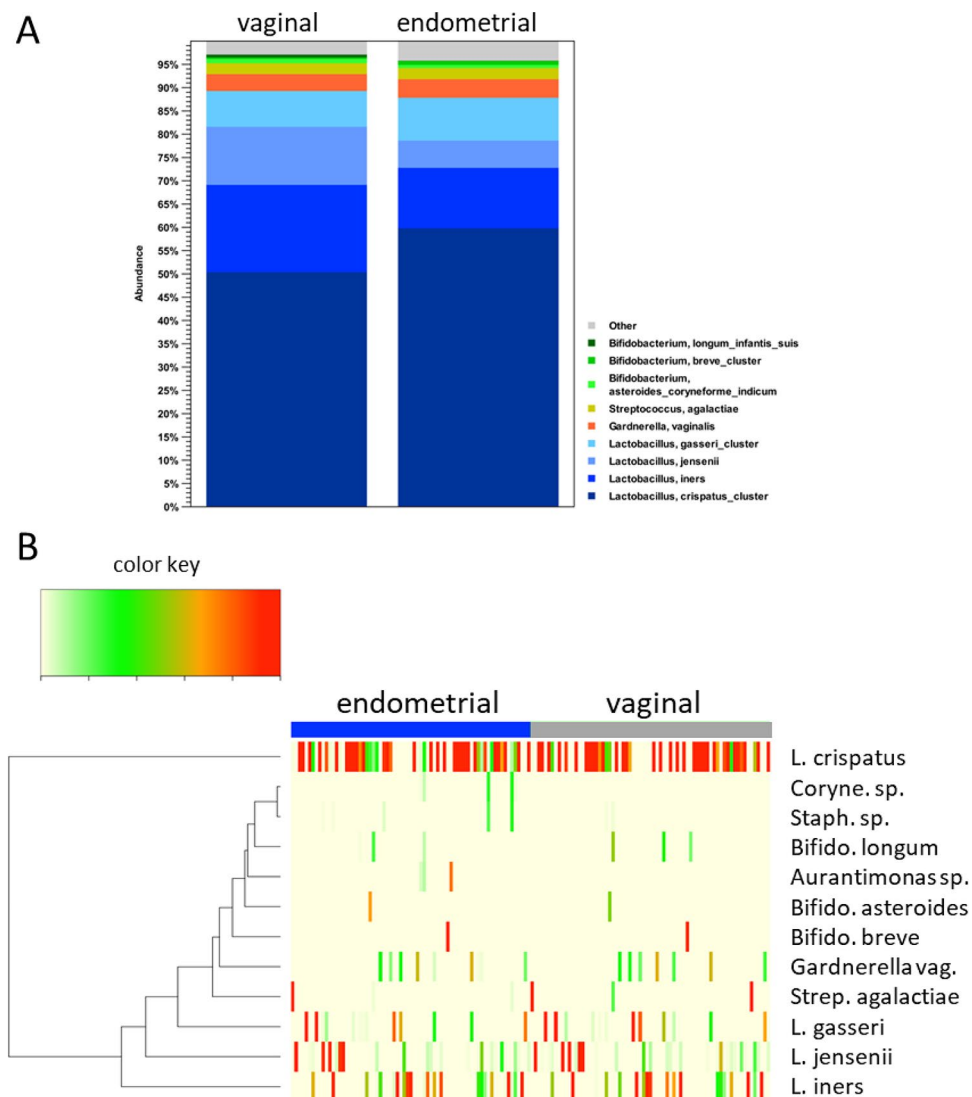 A
vaginal
endometrial
95%
90%
85%
80%
75%
70%
65%
60%
55%
50%
45%
40%
35%
30%
25%
20%
15%
10%
5%
0%
Abundance
Other
Bifidobacterium, longum_infantis_suis
Bifidobacterium, breve_cluster
Bifidobacterium,
asteroides_coryneforme_indicum
Streptococcus, agalactiae
Gardnerella, vaginalis
Lactobacillus, gasseri_cluster
Lactobacillus, jensenii
Lactobacillus, iners
Lactobacillus, crispatus_cluster
B
color key
endometrial
vaginal
L. crispatus
Coryne. sp.
Staph. sp.
Bifido. longum
Aurantimonas sp.
Bifido. asteroides
Bifido. breve
Gardnerella vag.
Strep. agalactiae
L. gasseri
L. jensenii
L. iners